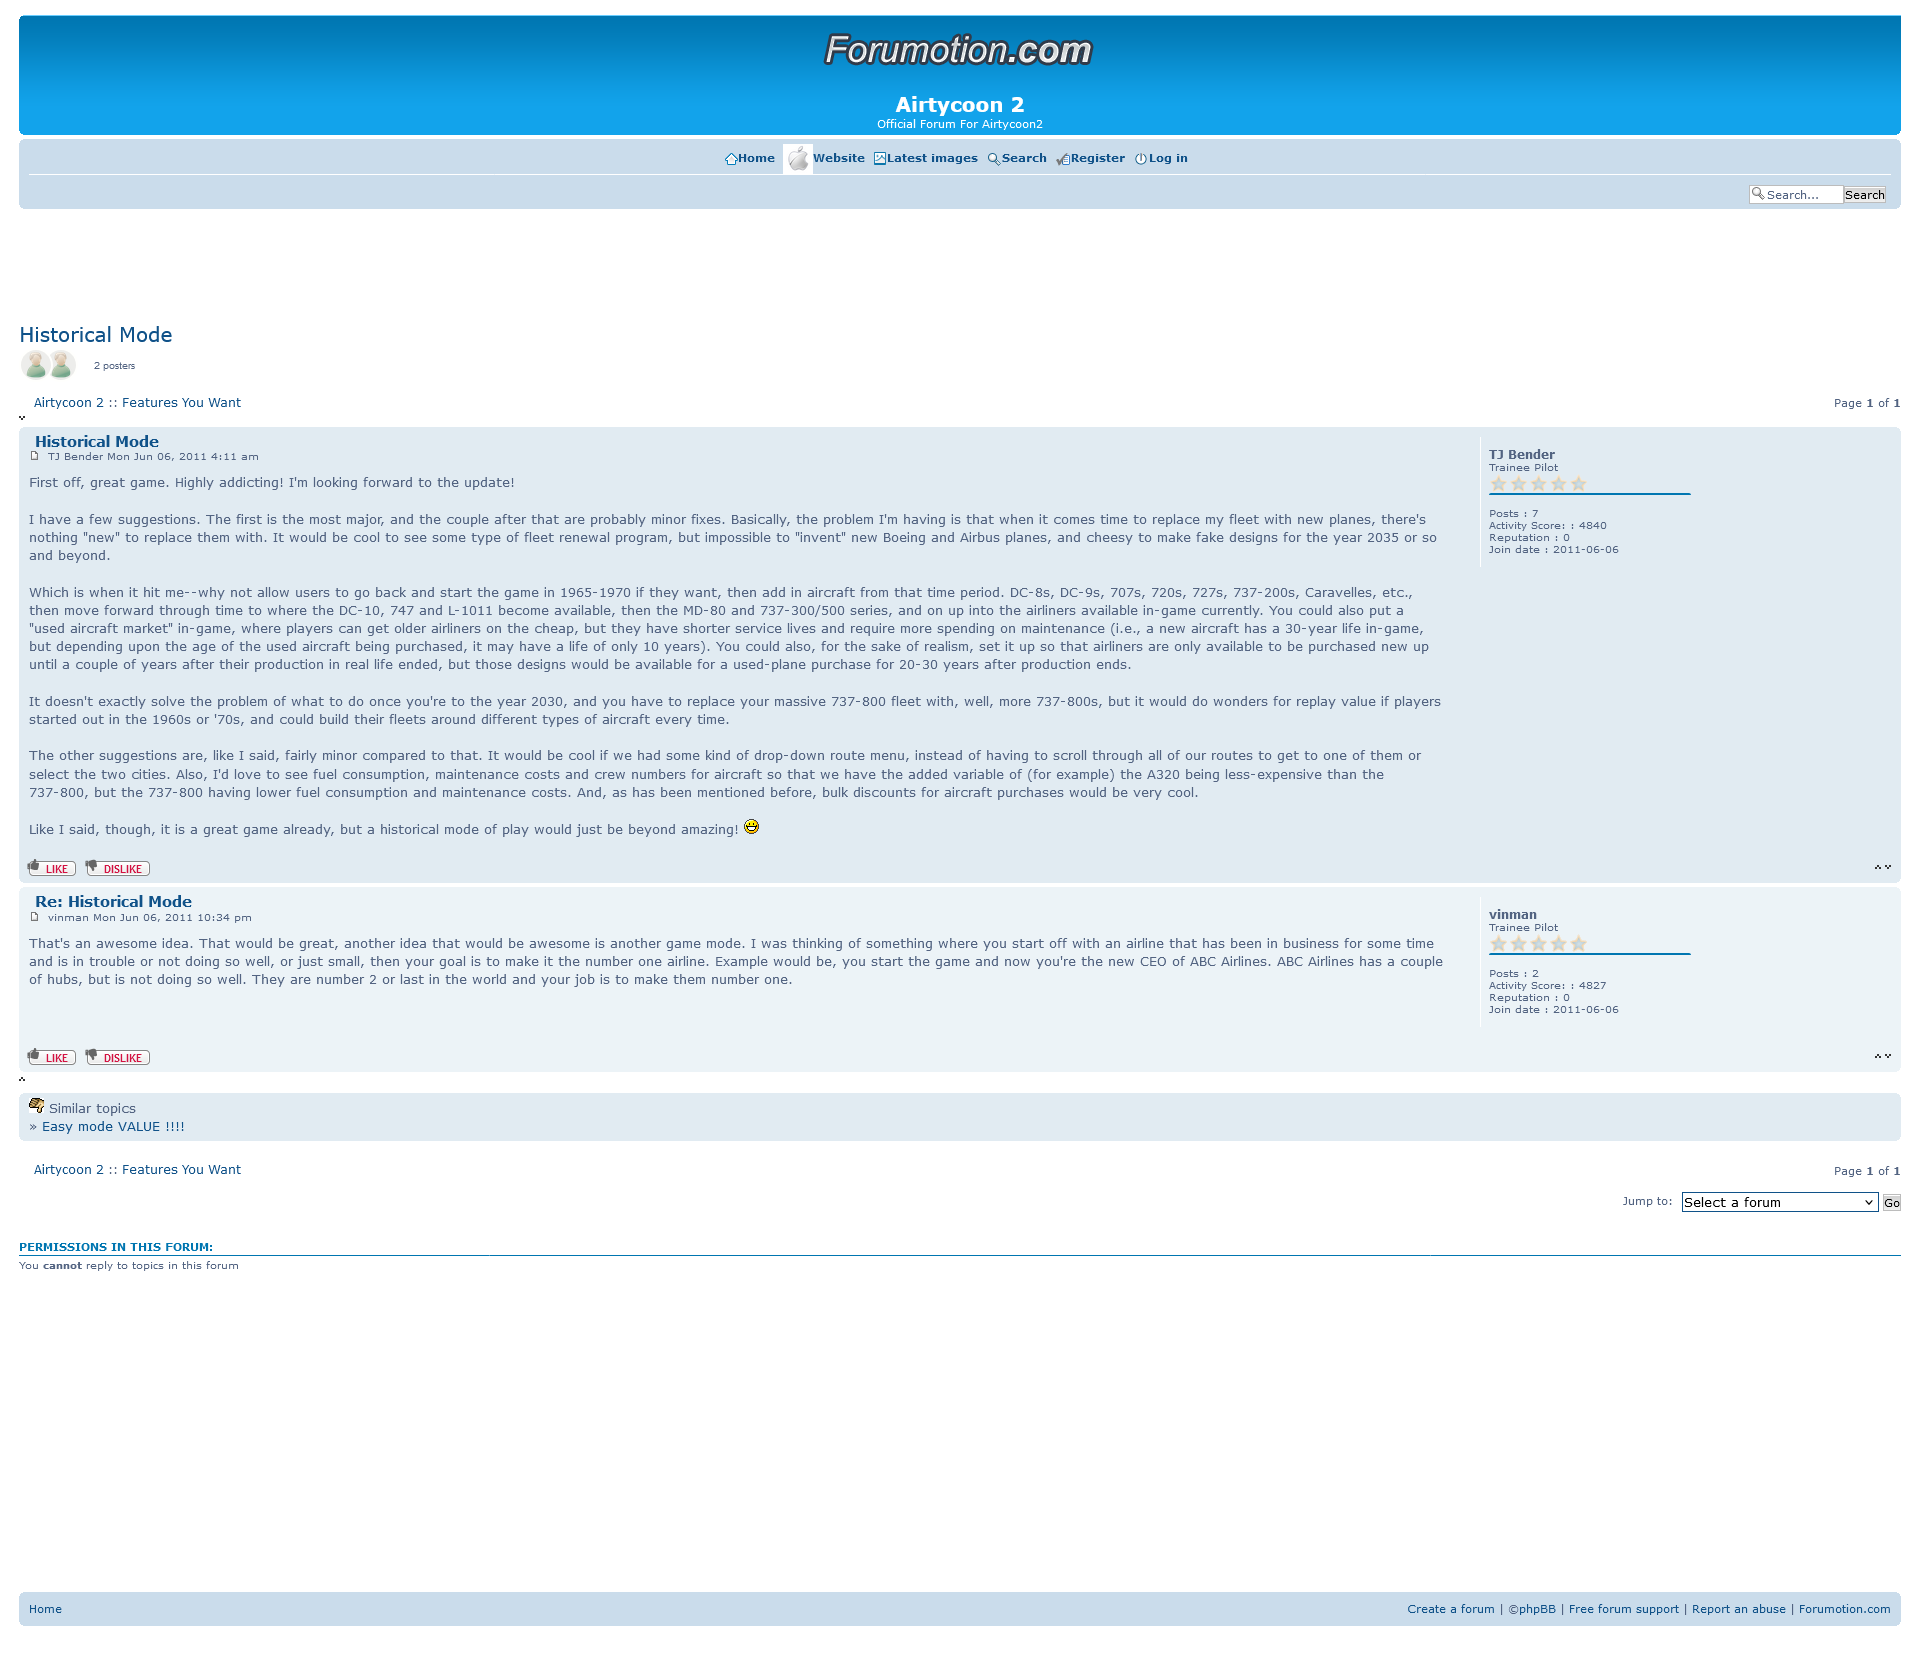 Forumotion.com
Airtycoon 2
Official Forum For Airtycoon2
Home Website Latest images Search Register Log in
Search... Search
Historical Mode
2 posters
Airtycoon 2 :: Features You Want
Page 1 of 1
Historical Mode
TJ Bender Mon Jun 06, 2011 4:11 am
First off, great game. Highly addicting! I'm looking forward to the update!
I have a few suggestions. The first is the most major, and the couple after that are probably minor fixes. Basically, the problem I'm having is that when it comes time to replace my fleet with new planes, there's
nothing "new" to replace them with. It would be cool to see some type of fleet renewal program, but impossible to "invent" new Boeing and Airbus planes, and cheesy to make fake designs for the year 2035 or so
and beyond.
Which is when it hit me--why not allow users to go back and start the game in 1965-1970 if they want, then add in aircraft from that time period. DC-8s, DC-9s, 707s, 720s, 727s, 737-200s, Caravelles, etc.,
then move forward through time to where the DC-10, 747 and L-1011 become available, then the MD-80 and 737-300/500 series, and on up into the airliners available in-game currently. You could also put a
"used aircraft market" in-game, where players can get older airliners on the cheap, but they have shorter service lives and require more spending on maintenance (i.e., a new aircraft has a 30-year life in-game,
but depending upon the age of the used aircraft being purchased, it may have a life of only 10 years). You could also, for the sake of realism, set it up so that airliners are only available to be purchased new up
until a couple of years after their production in real life ended, but those designs would be available for a used-plane purchase for 20-30 years after production ends.
It doesn't exactly solve the problem of what to do once you're to the year 2030, and you have to replace your massive 737-800 fleet with, well, more 737-800s, but it would do wonders for replay value if players
started out in the 1960s or '70s, and could build their fleets around different types of aircraft every time.
The other suggestions are, like I said, fairly minor compared to that. It would be cool if we had some kind of drop-down route menu, instead of having to scroll through all of our routes to get to one of them or
select the two cities. Also, I'd love to see fuel consumption, maintenance costs and crew numbers for aircraft so that we have the added variable of (for example) the A320 being less-expensive than the
737-800, but the 737-800 having lower fuel consumption and maintenance costs. And, as has been mentioned before, bulk discounts for aircraft purchases would be very cool.
Like I said, though, it is a great game already, but a historical mode of play would just be beyond amazing!
LIKE DISLIKE
TJ Bender
Trainee Pilot
Posts : 7
Activity Score: : 4840
Reputation : 0
Join date : 2011-06-06
Re: Historical Mode
vinman Mon Jun 06, 2011 10:34 pm
That's an awesome idea. That would be great, another idea that would be awesome is another game mode. I was thinking of something where you start off with an airline that has been in business for some time
and is in trouble or not doing so well, or just small, then your goal is to make it the number one airline. Example would be, you start the game and now you're the new CEO of ABC Airlines. ABC Airlines has a couple
of hubs, but is not doing so well. They are number 2 or last in the world and your job is to make them number one.
LIKE DISLIKE
vinman
Trainee Pilot
Posts : 2
Activity Score: : 4827
Reputation : 0
Join date : 2011-06-06
Similar topics
» Easy mode VALUE !!!!
Airtycoon 2 :: Features You Want
Page 1 of 1
Jump to: Select a forum Go
PERMISSIONS IN THIS FORUM:
You cannot reply to topics in this forum
Home
Create a forum | ©phpBB | Free forum support | Report an abuse | Forumotion.com